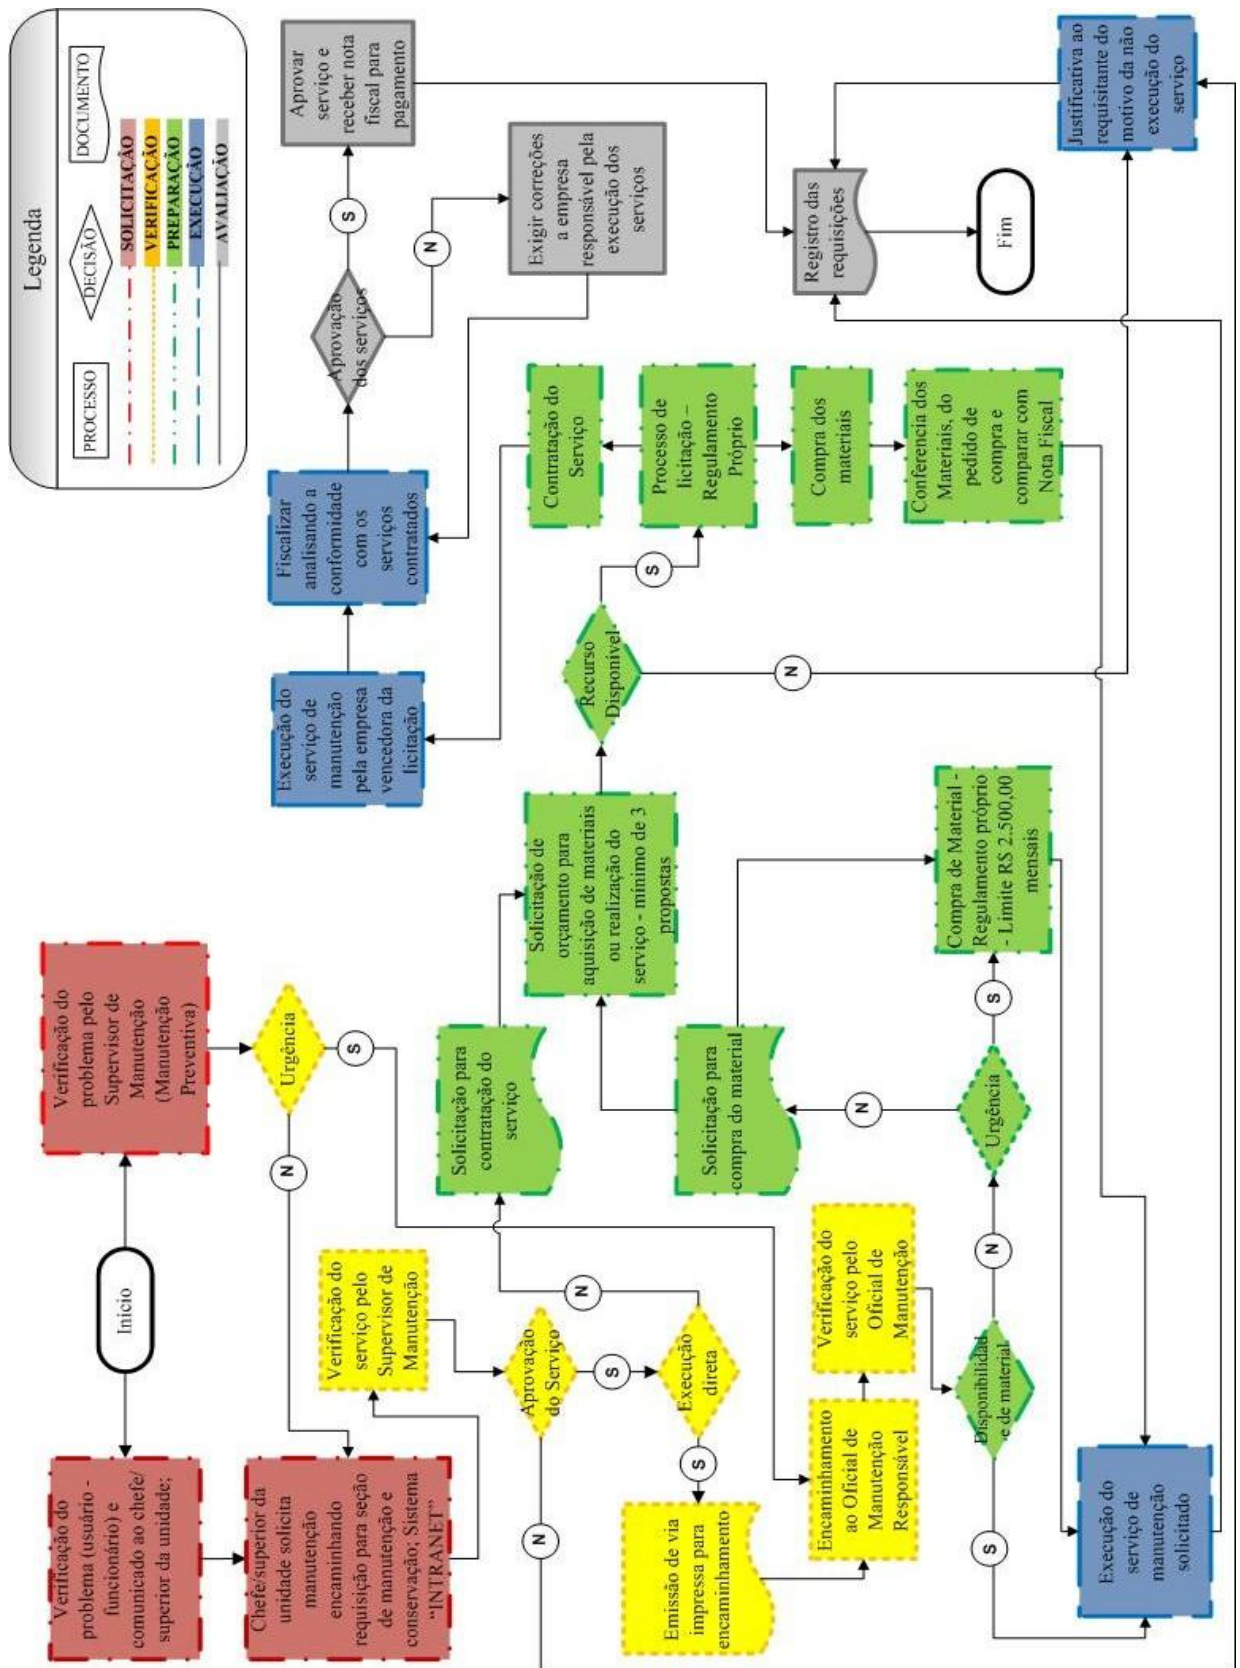 Legenda
PROCESSO
DECISÃO
DOCUMENTO
SOLICITAÇÃO
VERIFICAÇÃO
PREPARAÇÃO
EXECUÇÃO
AVALIAÇÃO
Inicio
Verificação do
problema (usuário -
funcionário) e
comunicado ao chefe/
superior da unidade;
Verificação do
problema pelo
Supervisor de
Manutenção
(Manutenção
Preventiva)
Chefe/superior da
unidade solicita
manutenção
encaminhando
requisição para seção
de manutenção e
conservação; Sistema
“INTRANET”
Urgência
N
S
Verificação do
serviço pelo
Supervisor de
Manutenção
Aprovação
do Serviço
N
S
Execução
direta
N
S
Emissão de via
impressa para
encaminhamento
Encaminhamento
ao Oficial de
Manutenção
Responsável
Verificação do
serviço pelo
Oficial de
Manutenção
Disponibilidad
e de material
S
N
Urgência
N
S
Solicitação para
contratação do
serviço
Solicitação para
compra do material
Solicitação de
orçamento para
aquisição de materiais
ou realização do
serviço - mínimo de 3
propostas
Compra de Material -
Regulamento próprio
- Limite R$ 2.500,00
mensais
Recurso
Disponível
S
N
Contratação do
Serviço
Processo de
licitação –
Regulamento
Próprio
Compra dos
materiais
Conferencia dos
Materiais, do
pedido de
compra e
comparar com
Nota Fiscal
Execução do
serviço de
manutenção
pela empresa
vencedora da
licitação
Fiscalizar
analisando a
conformidade
com os
serviços
contratados
Aprovação
dos serviços
S
N
Aprovar
serviço e
receber nota
fiscal para
pagamento
Exigir correções
a empresa
responsável pela
execução dos
serviços
Registro das
requisições
Fim
Justificativa ao
requisitante do
motivo da não
execução do
serviço
Execução do
serviço de
manutenção
solicitado